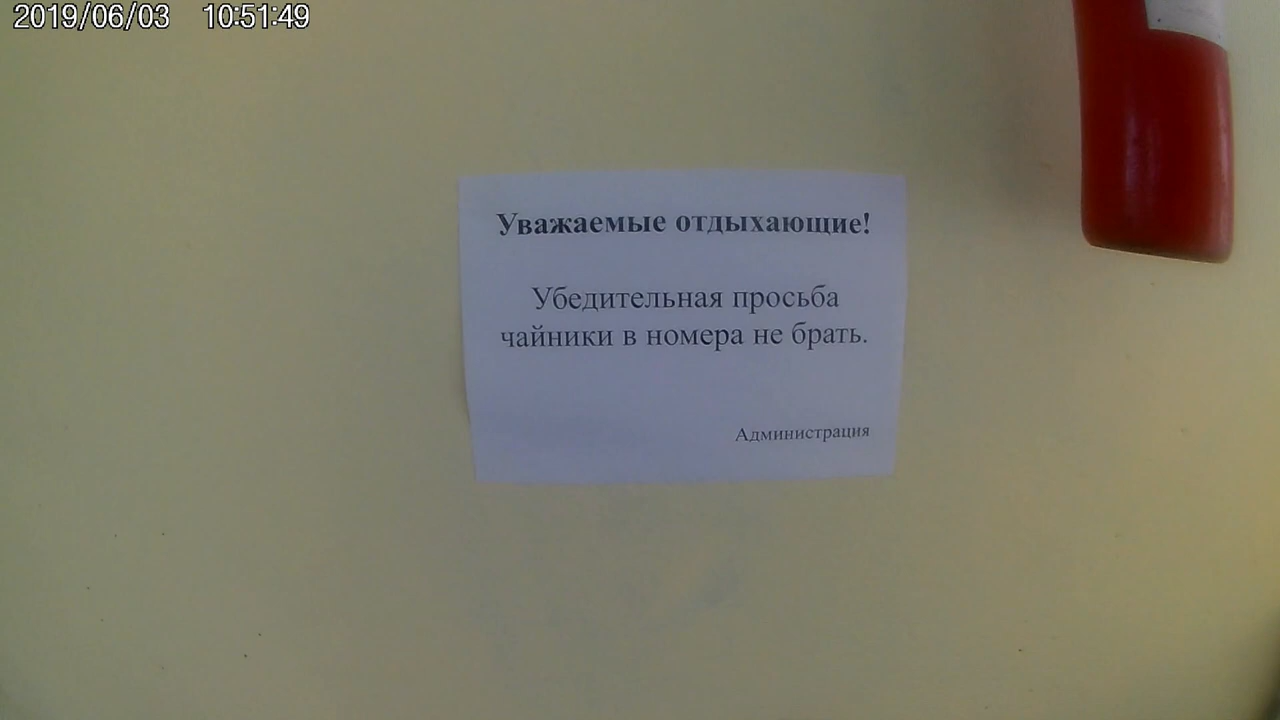 2019/06/03 10:51:49
Уважаемые отдыхающие!
Убедительная просьба
чайники в номера не брать.
Администрация